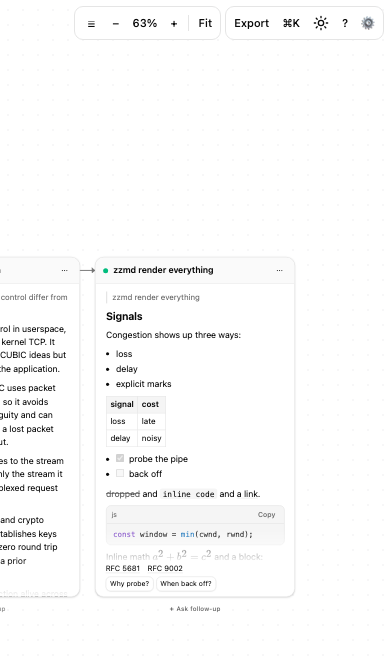 ≡ − 63% + Fit Export ⌘K ?
control differ from
rol in userspace,
kernel TCP. It
CUBIC ideas but
the application.
C uses packet
so it avoids
guity and can
a lost packet
ut.
es to the stream
nly the stream it
plexed request
and crypto
stablishes keys
zero round trip
a prior
ction alive across
up
zzmd render everything ...
zzmd render everything
Signals
Congestion shows up three ways:
• loss
• delay
• explicit marks
signal cost
loss late
delay noisy
• probe the pipe
• back off
dropped and inline code and a link.
js Copy
const window = min(cwnd, rwnd);
Inline math a² + b² = c² and a block:
RFC 5681 RFC 9002
Why probe? When back off?
+ Ask follow-up